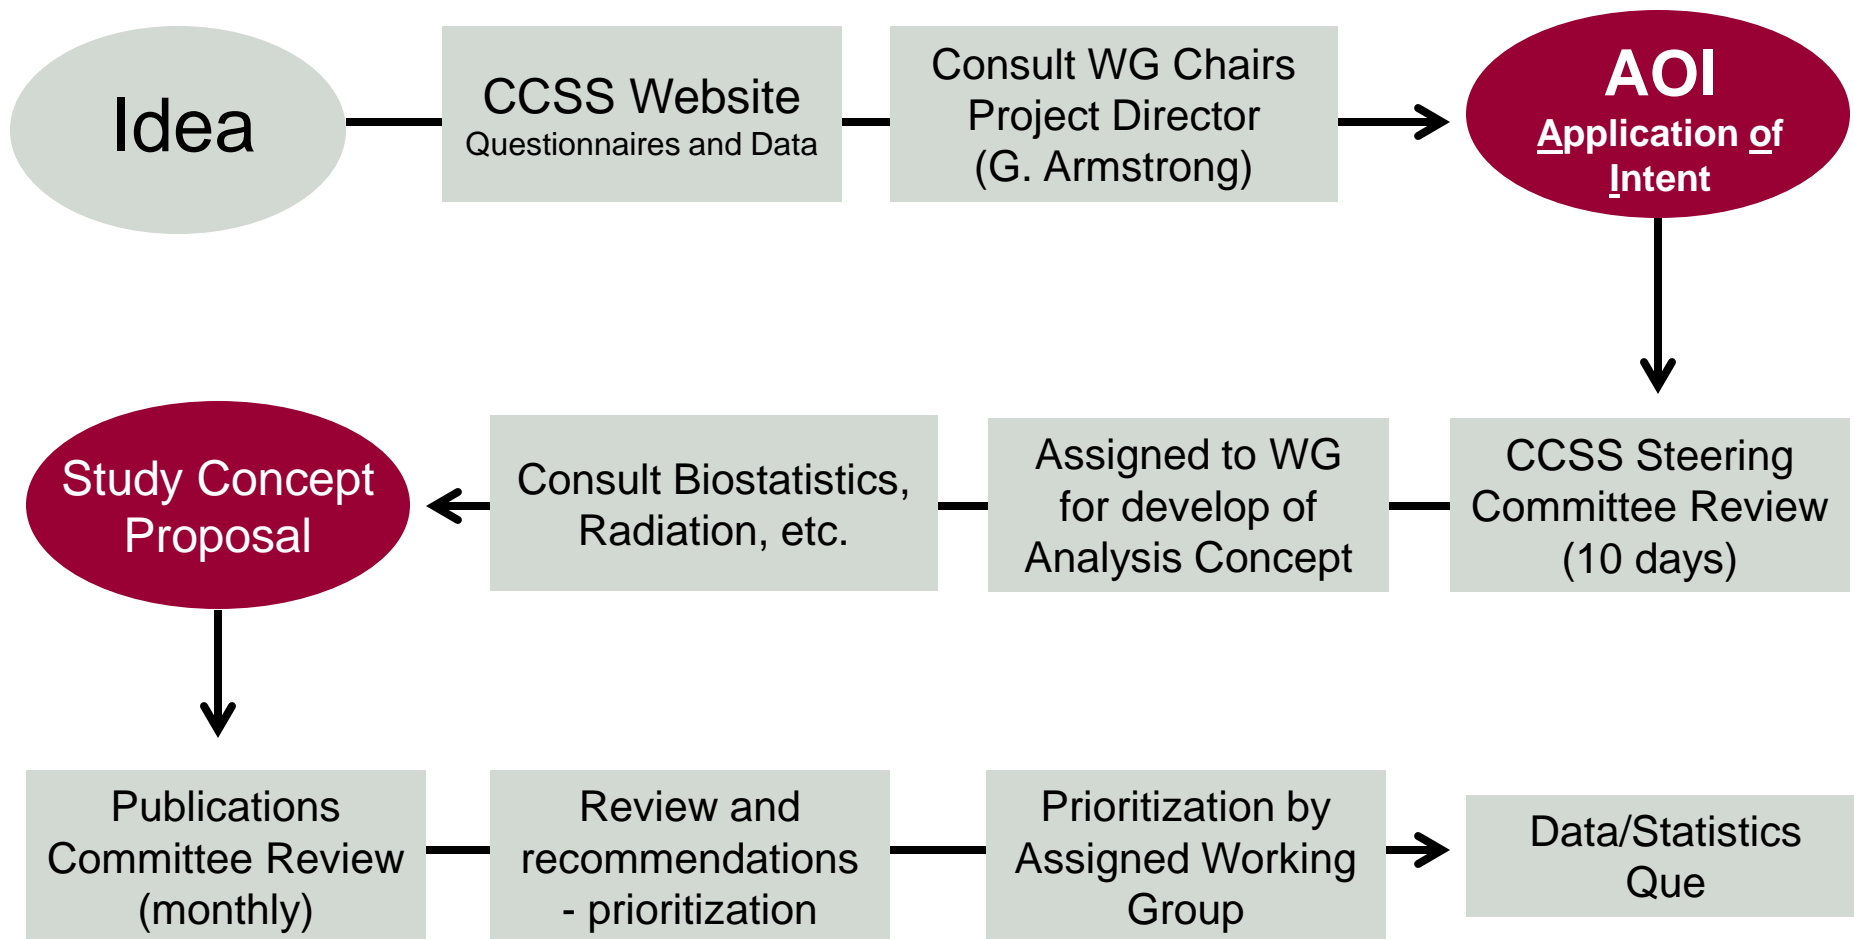 Idea
CCSS Website
Questionnaires and Data
Consult WG Chairs
Project Director
(G. Armstrong)
AOI
Application of
Intent
CCSS Steering
Committee Review
(10 days)
Assigned to WG
for develop of
Analysis Concept
Consult Biostatistics,
Radiation, etc.
Study Concept
Proposal
Publications
Committee Review
(monthly)
Review and
recommendations
- prioritization
Prioritization by
Assigned Working
Group
Data/Statistics
Que